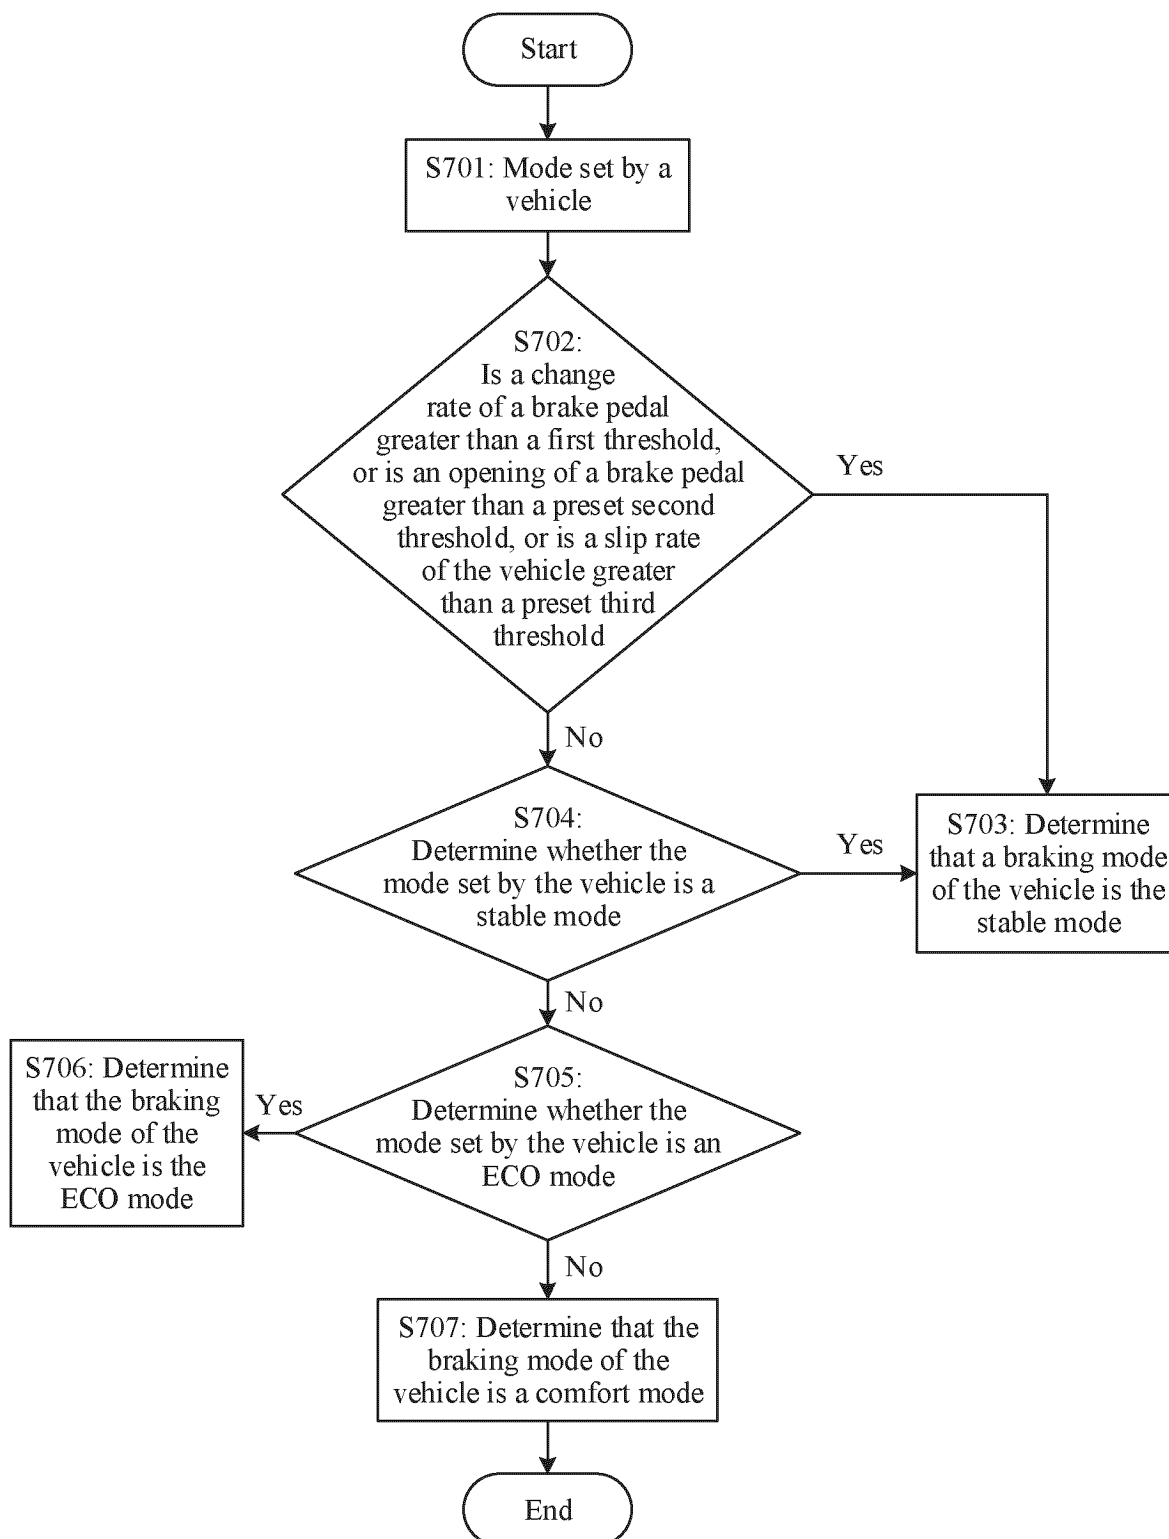 Start
S701: Mode set by a
vehicle
S702:
Is a change
rate of a brake pedal
greater than a first threshold,
or is an opening of a brake pedal
greater than a preset second
threshold, or is a slip rate
of the vehicle greater
than a preset third
threshold
Yes
No
S704:
Determine whether the
mode set by the vehicle is a
stable mode
Yes
S703: Determine
that a braking mode
of the vehicle is the
stable mode
No
S705:
Determine whether the
mode set by the vehicle is an
ECO mode
Yes
S706: Determine
that the braking
mode of the
vehicle is the
ECO mode
No
S707: Determine that the
braking mode of the
vehicle is a comfort mode
End